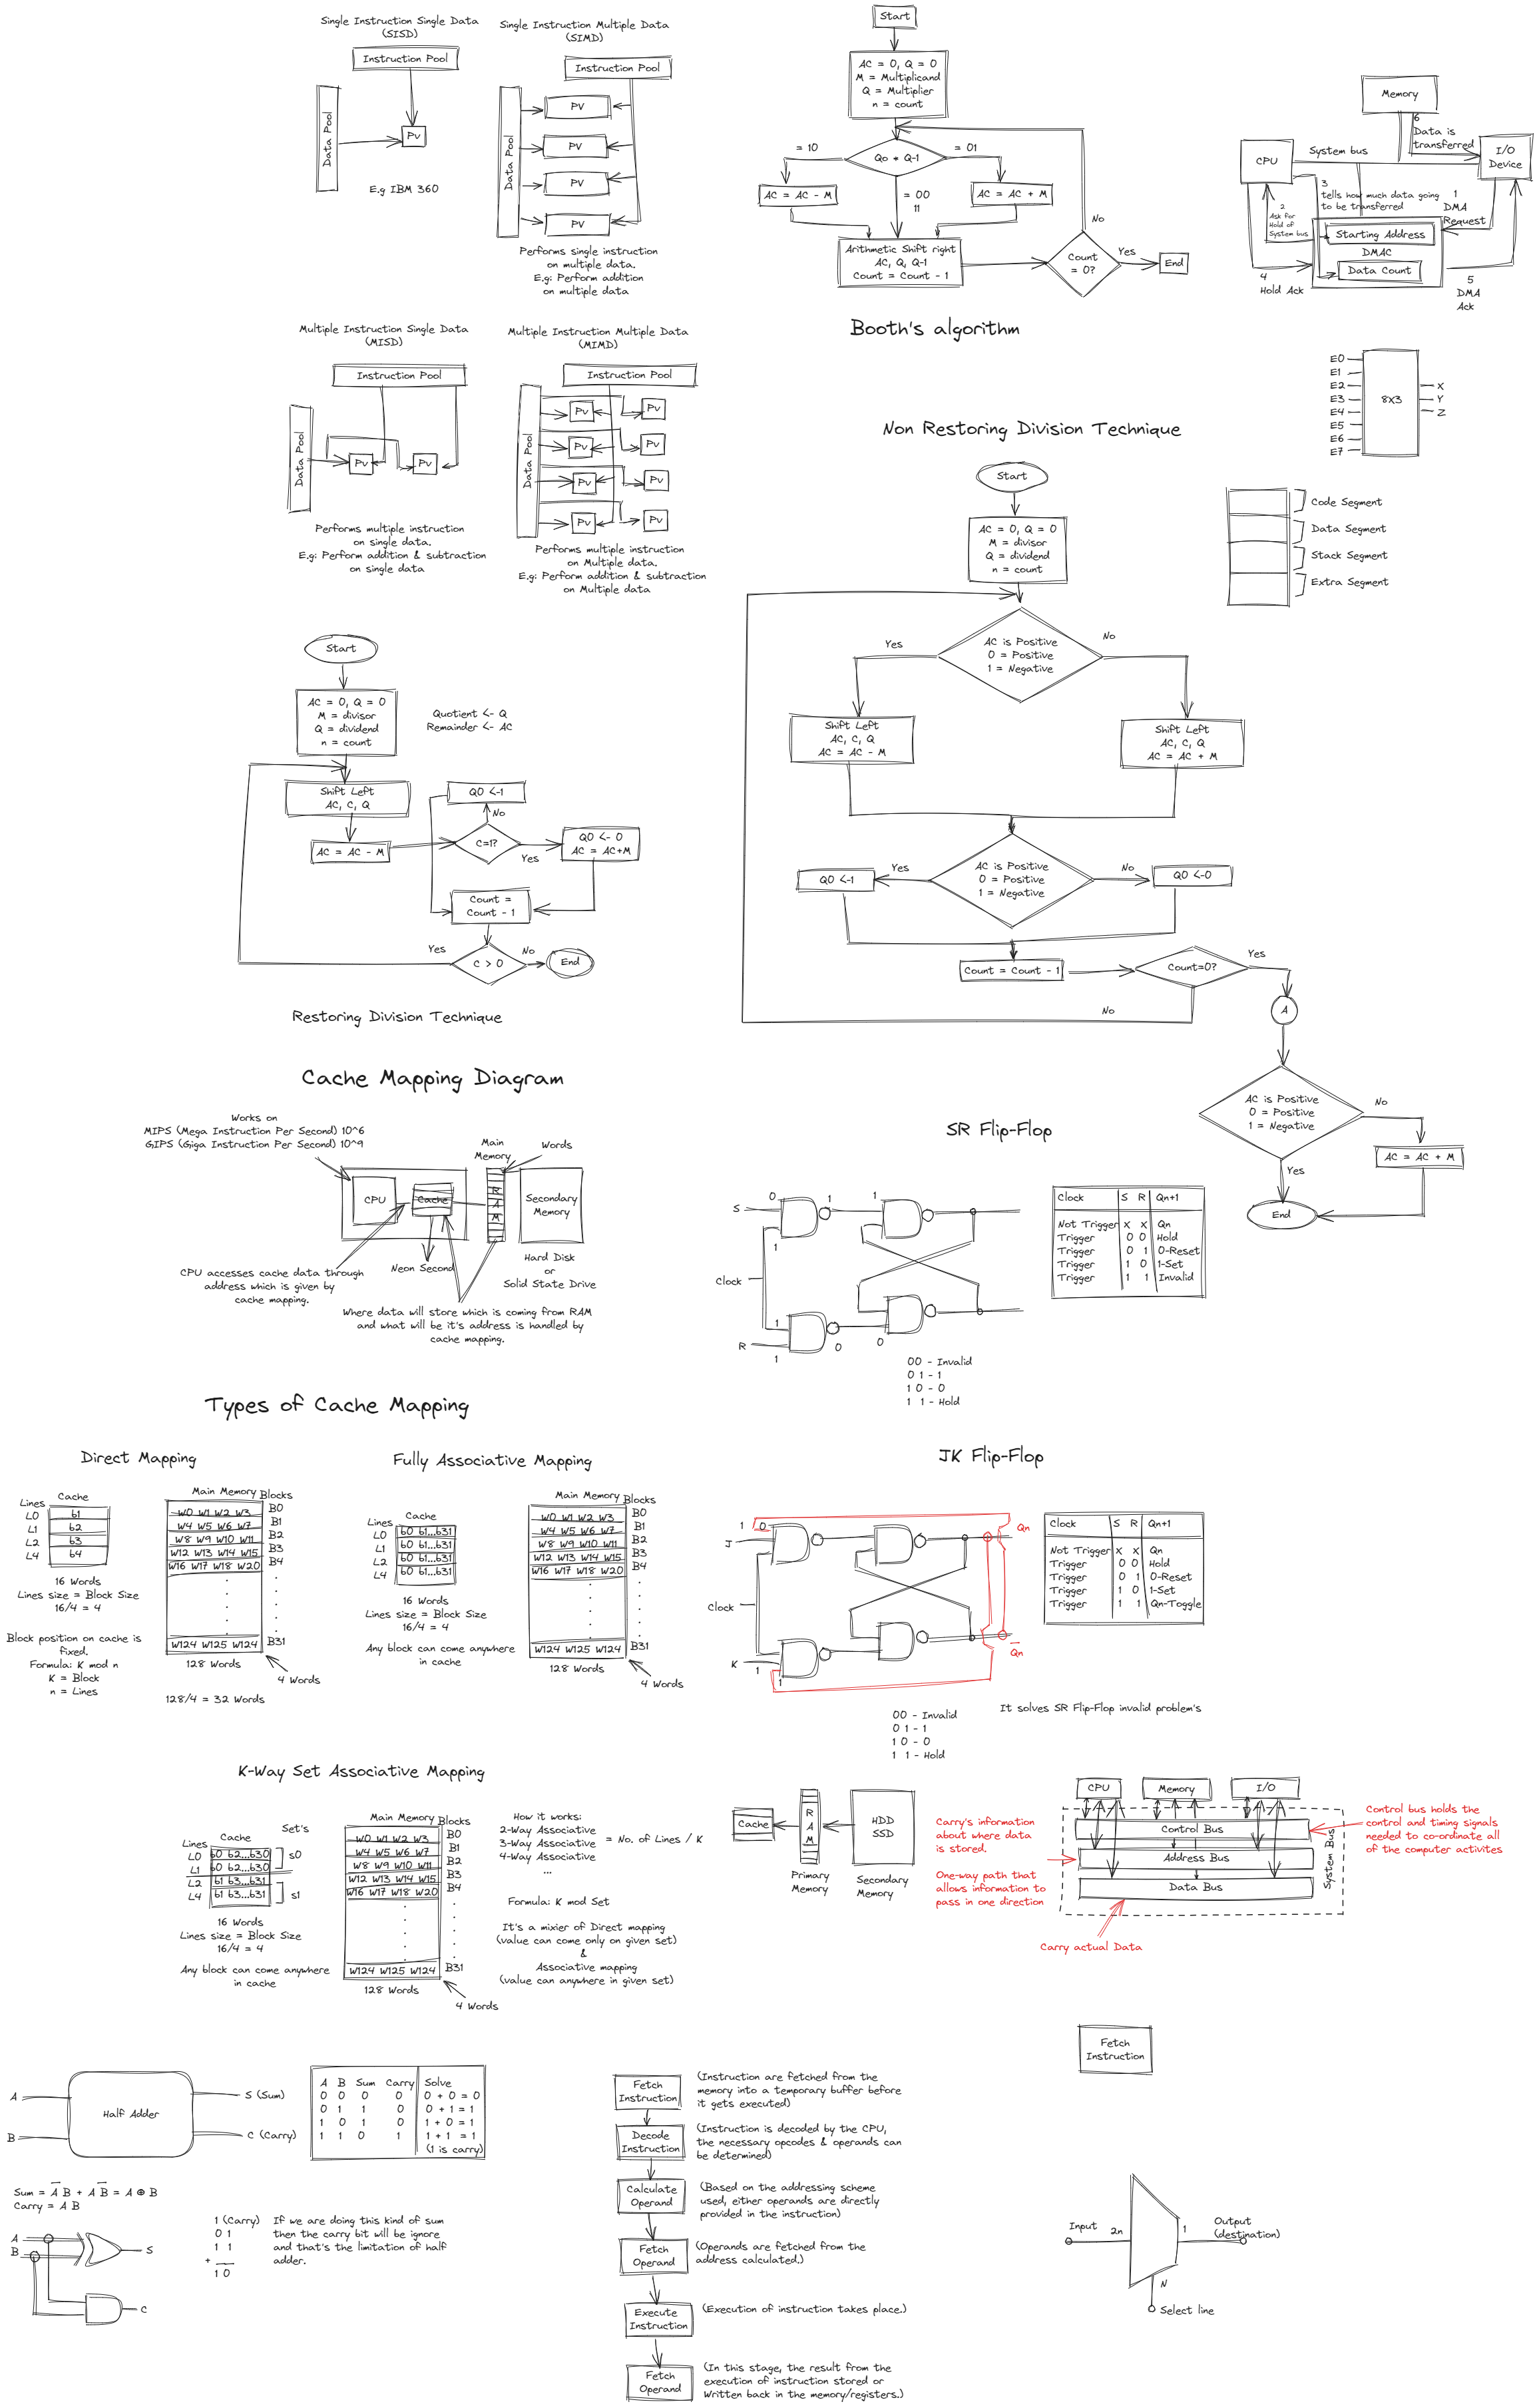 Single Instruction Single Data
(SISD)
Instruction Pool
Data Pool
PV
E.g IBM 360
Single Instruction Multiple Data
(SIMD)
Instruction Pool
Data Pool
PV
PV
PV
PV
Performs single instruction
on multiple data.
E.g: Perform addition
on multiple data
Multiple Instruction Single Data
(MISD)
Instruction Pool
Data Pool
PV
PV
Performs multiple instruction
on single data.
E.g: Perform addition & subtraction
on single data
Multiple Instruction Multiple Data
(MIMD)
Instruction Pool
Data Pool
PV
PV
PV
PV
PV
PV
PV
PV
Performs multiple instruction
on Multiple data.
E.g: Perform addition & subtraction
on Multiple data
Start
AC = 0, Q = 0
M = Multiplicand
Q = Multiplier
n = count
= 10
Q0 * Q-1
= 01
AC = AC - M
= 00
11
AC = AC + M
Arithmetic Shift right
AC, Q, Q-1
Count = Count - 1
No
Count
= 0?
Yes
End
Booth's algorithm
Memory
6
Data is
transferred
CPU
System bus
I/O
Device
3
tells how much data going
to be transferred
1
DMA
Request
2
Ask for
Hold of
System bus
Starting Address
DMAC
Data Count
4
Hold Ack
5
DMA
Ack
E0
E1
E2
E3
E4
E5
E6
E7
8X3
X
Y
Z
Code Segment
Data Segment
Stack Segment
Extra Segment
Non Restoring Division Technique
Start
AC = 0, Q = 0
M = divisor
Q = dividend
n = count
Yes
AC is Positive
0 = Positive
1 = Negative
No
Shift Left
AC, C, Q
AC = AC - M
Shift Left
AC, C, Q
AC = AC + M
Q0 <-1
Yes
AC is Positive
0 = Positive
1 = Negative
No
Q0 <-0
Count = Count - 1
Count=0?
Yes
No
A
AC is Positive
0 = Positive
1 = Negative
No
Yes
AC = AC + M
End
Start
AC = 0, Q = 0
M = divisor
Q = dividend
n = count
Quotient <- Q
Remainder <- AC
Shift Left
AC, C, Q
Q0 <-1
No
AC = AC - M
C=1?
Yes
Q0 <- 0
AC = AC+M
Count =
Count - 1
Yes
C > 0
No
End
Restoring Division Technique
Cache Mapping Diagram
Works on
MIPS (Mega Instruction Per Second) 10^6
GIPS (Giga Instruction Per Second) 10^9
Main
Memory
Words
CPU
Cache
RAM
Secondary
Memory
Neon Second
Hard Disk
or
Solid State Drive
CPU accesses cache data through
address which is given by
cache mapping.
Where data will store which is coming from RAM
and what will be it's address is handled by
cache mapping.
SR Flip-Flop
S
0
1
1
1
Clock
1
R
1
0
0
00 - Invalid
0 1 - 1
1 0 - 0
1 1 - Hold
Clock S R Qn+1
Not Trigger x x Qn
Trigger 0 0 Hold
Trigger 0 1 0-Reset
Trigger 1 0 1-Set
Trigger 1 1 Invalid
Types of Cache Mapping
Direct Mapping
Lines
Cache
L0 b1
L1 b2
L2 b3
L4 b4
16 Words
Lines size = Block Size
16/4 = 4
Block position on cache is
fixed.
Formula: K mod n
K = Block
n = Lines
Main Memory Blocks
W0 W1 W2 W3 B0
W4 W5 W6 W7 B1
W8 W9 W10 W11 B2
W12 W13 W14 W15 B3
W16 W17 W18 W20 B4
W124 W125 W124 B31
128 Words
4 Words
128/4 = 32 Words
Fully Associative Mapping
Lines
Cache
L0 b0 b1...b31
L1 b0 b1...b31
L2 b0 b1...b31
L4 b0 b1...b31
16 Words
Lines size = Block Size
16/4 = 4
Any block can come anywhere
in cache
Main Memory Blocks
W0 W1 W2 W3 B0
W4 W5 W6 W7 B1
W8 W9 W10 W11 B2
W12 W13 W14 W15 B3
W16 W17 W18 W20 B4
W124 W125 W124 B31
128 Words
4 Words
JK Flip-Flop
1
0
J
Clock
K
1
1
Qn
Qn
Clock S R Qn+1
Not Trigger x x Qn
Trigger 0 0 Hold
Trigger 0 1 0-Reset
Trigger 1 0 1-Set
Trigger 1 1 Qn-Toggle
It solves SR Flip-Flop invalid problem's
00 - Invalid
0 1 - 1
1 0 - 0
1 1 - Hold
K-Way Set Associative Mapping
Lines
Cache
Set's
L0 b0 b2...b30
L1 b0 b2...b30
s0
L2 b1 b3...b31
L4 b1 b3...b31
s1
16 Words
Lines size = Block Size
16/4 = 4
Any block can come anywhere
in cache
Main Memory Blocks
W0 W1 W2 W3 B0
W4 W5 W6 W7 B1
W8 W9 W10 W11 B2
W12 W13 W14 W15 B3
W16 W17 W18 W20 B4
W124 W125 W124 B31
128 Words
4 Words
How it works:
2-Way Associative
3-Way Associative = No. of Lines / K
4-Way Associative
...
Formula: K mod Set
It's a mixier of Direct mapping
(value can come only on given set)
&
Associative mapping
(value can anywhere in given set)
Cache
RAM
HDD
SSD
Primary
Memory
Secondary
Memory
CPU
Memory
I/O
Control Bus
Address Bus
Data Bus
System Bus
Carry's information
about where data
is stored.
One-way path that
allows information to
pass in one direction
Carry actual Data
Control bus holds the
control and timing signals
needed to co-ordinate all
of the computer activites
Fetch
Instruction
A
B
Half Adder
S (Sum)
C (Carry)
A B Sum Carry Solve
0 0 0 0 0 + 0 = 0
0 1 1 0 0 + 1 = 1
1 0 1 0 1 + 0 = 1
1 1 0 1 1 + 1 = 1
(1 is carry)
Sum = A̅ B + A B̅ = A ⊕ B
Carry = A B
A
B
S
C
1 (Carry)
0 1
1 1
+
1 0
If we are doing this kind of sum
then the carry bit will be ignore
and that's the limitation of half
adder.
Fetch
Instruction
(Instruction are fetched from the
memory into a temporary buffer before
it gets executed)
Decode
Instruction
(Instruction is decoded by the CPU,
the necessary opcodes & operands can
be determined)
Calculate
Operand
(Based on the addressing scheme
used, either operands are directly
provided in the instruction)
Fetch
Operand
(Operands are fetched from the
address calculated.)
Execute
Instruction
(Execution of instruction takes place.)
Fetch
Operand
(In this stage, the result from the
execution of instruction stored or
Written back in the memory/registers.)
Input
2n
1
Output
(destination)
N
Select line